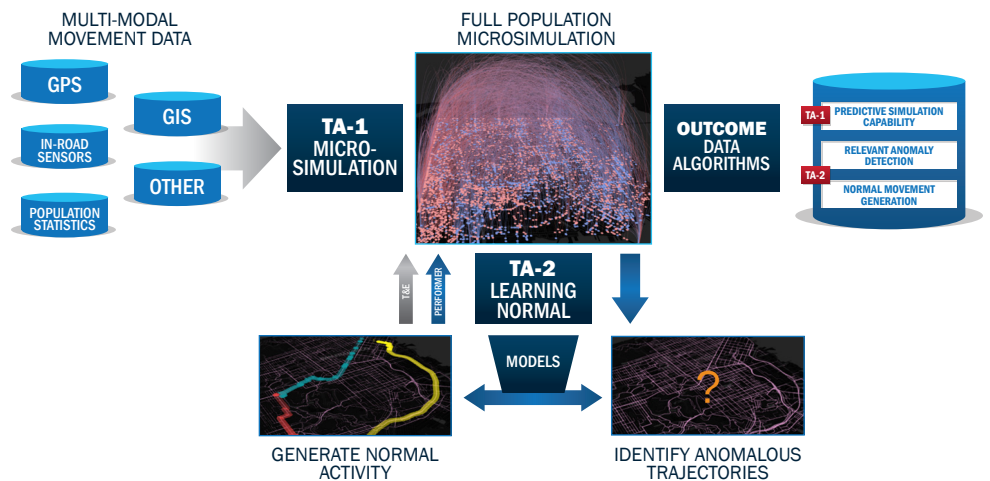 MULTI-MODAL
MOVEMENT DATA
GPS
GIS
IN-ROAD
SENSORS
OTHER
POPULATION
STATISTICS
TA-1
MICRO-
SIMULATION
FULL POPULATION
MICROSIMULATION
OUTCOME
DATA
ALGORITHMS
TA-1
PREDICTIVE SIMULATION
CAPABILITY
RELEVANT ANOMALY
DETECTION
TA-2
NORMAL MOVEMENT
GENERATION
T&E
PERFORMER
TA-2
LEARNING
NORMAL
MODELS
?
GENERATE NORMAL
ACTIVITY
IDENTIFY ANOMALOUS
TRAJECTORIES